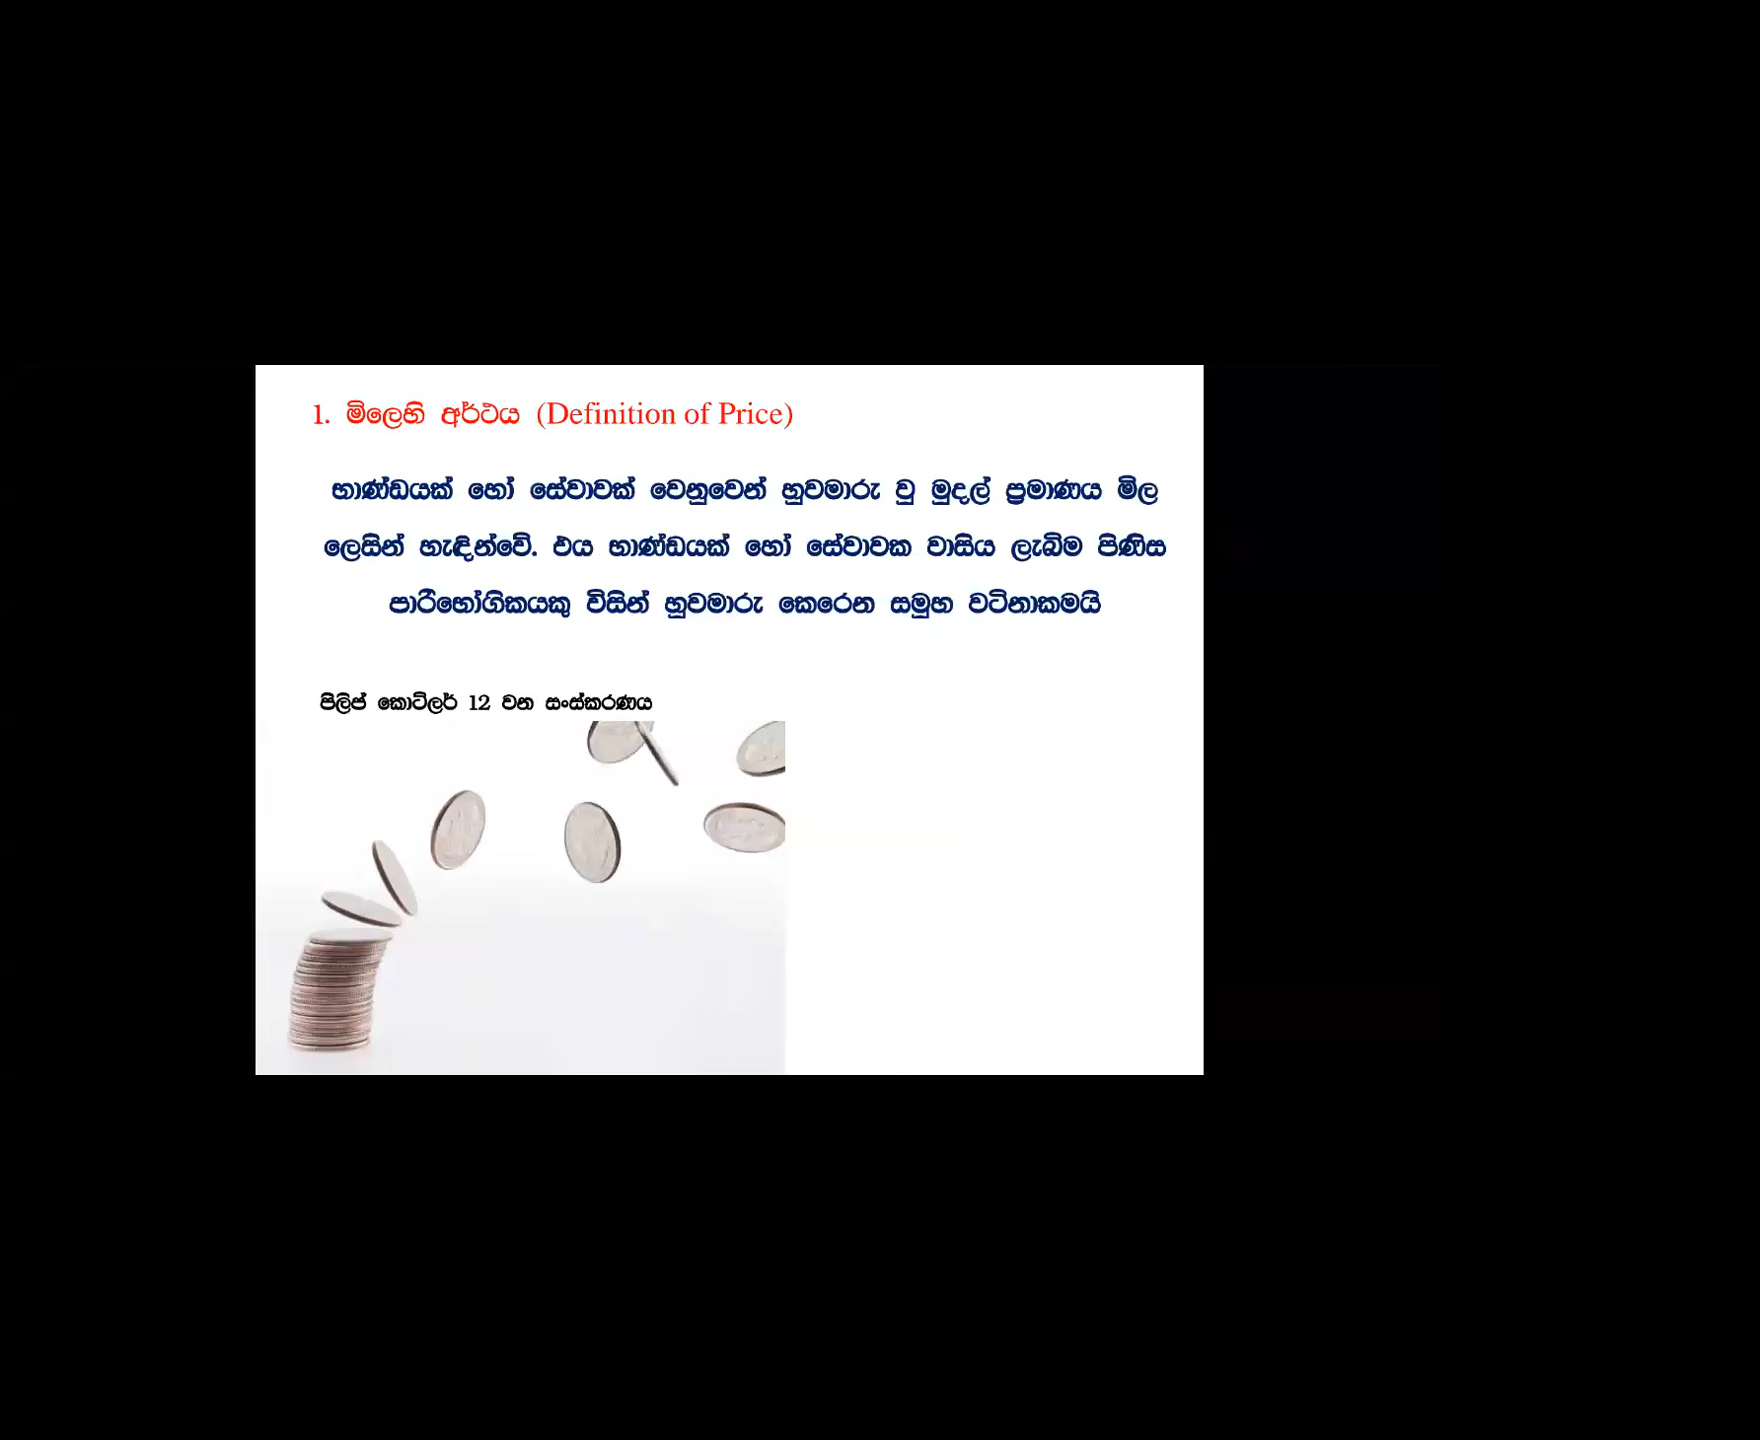 1. මිලෙහි අර්ථය (Definition of Price)
භාණ්ඩයක් හෝ සේවාවක් වෙනුවෙන් හුවමාරු වු මුදල් ප්‍රමාණය මිල
ලෙසින් හැඳින්වේ. එය භාණ්ඩයක් හෝ සේවාවක වාසිය ලැබිම පිණිස
පාරිභෝගිකයකු විසින් හුවමාරු කෙරෙන සමුහ වටිනාකමයි
පිලිප් කොට්ලර් 12 වන සංස්කරණය